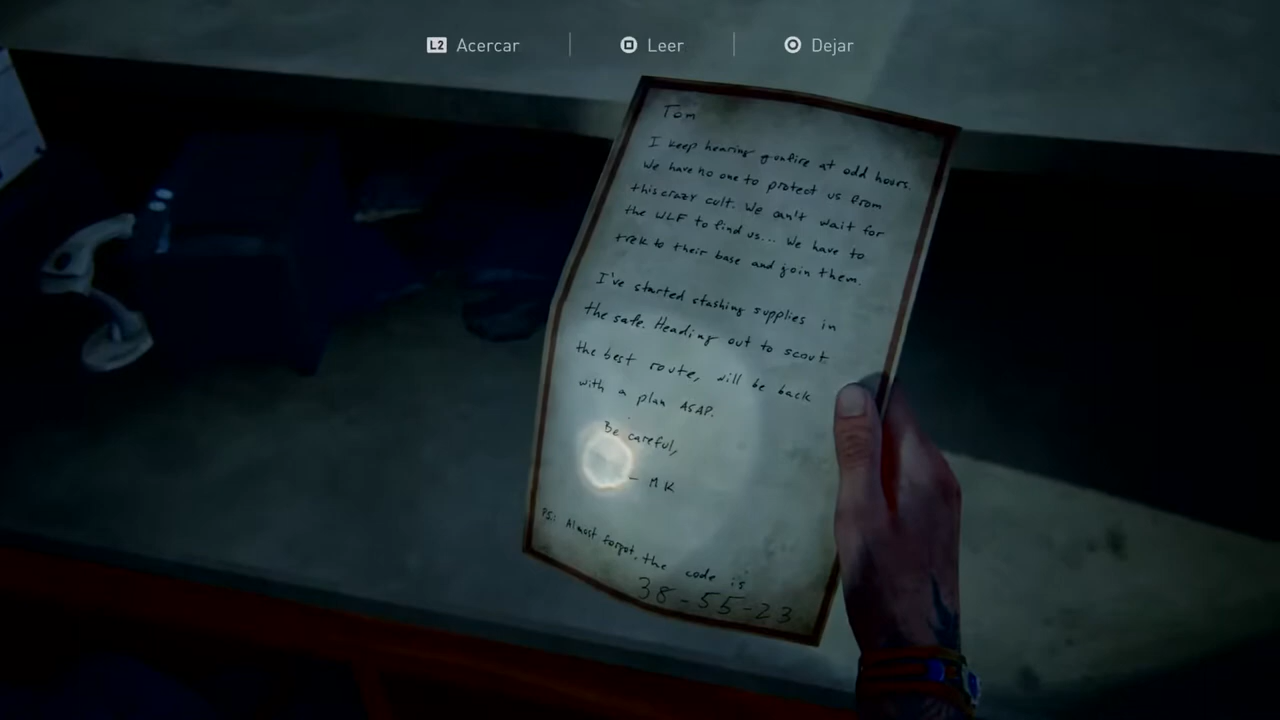 L2 Acercar
Leer
Dejar
Tom
I keep hearing gunfire at odd hours.
We have no one to protect us from
this crazy cult. We can't wait for
the WLF to find us... We have to
trek to their base and join them.
I've started stashing supplies in
the safe. Heading out to scout
the best route, will be back
with a plan ASAP.
Be careful,
- MK
PS.: Almost forgot, the code is
38-55-23